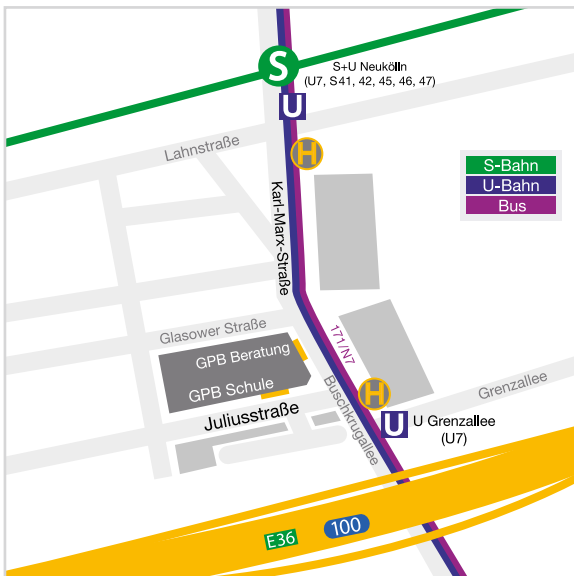 S
S+U Neukölln
(U7, S41, 42, 45, 46, 47)
U
H
Lahnstraße
S-Bahn
U-Bahn
Bus
Karl-Marx-Straße
171/N7
Glasower Straße
GPB Beratung
GPB Schule
Juliusstraße
Buschkrugallee
H
Grenzallee
U
U Grenzallee
(U7)
E36
100